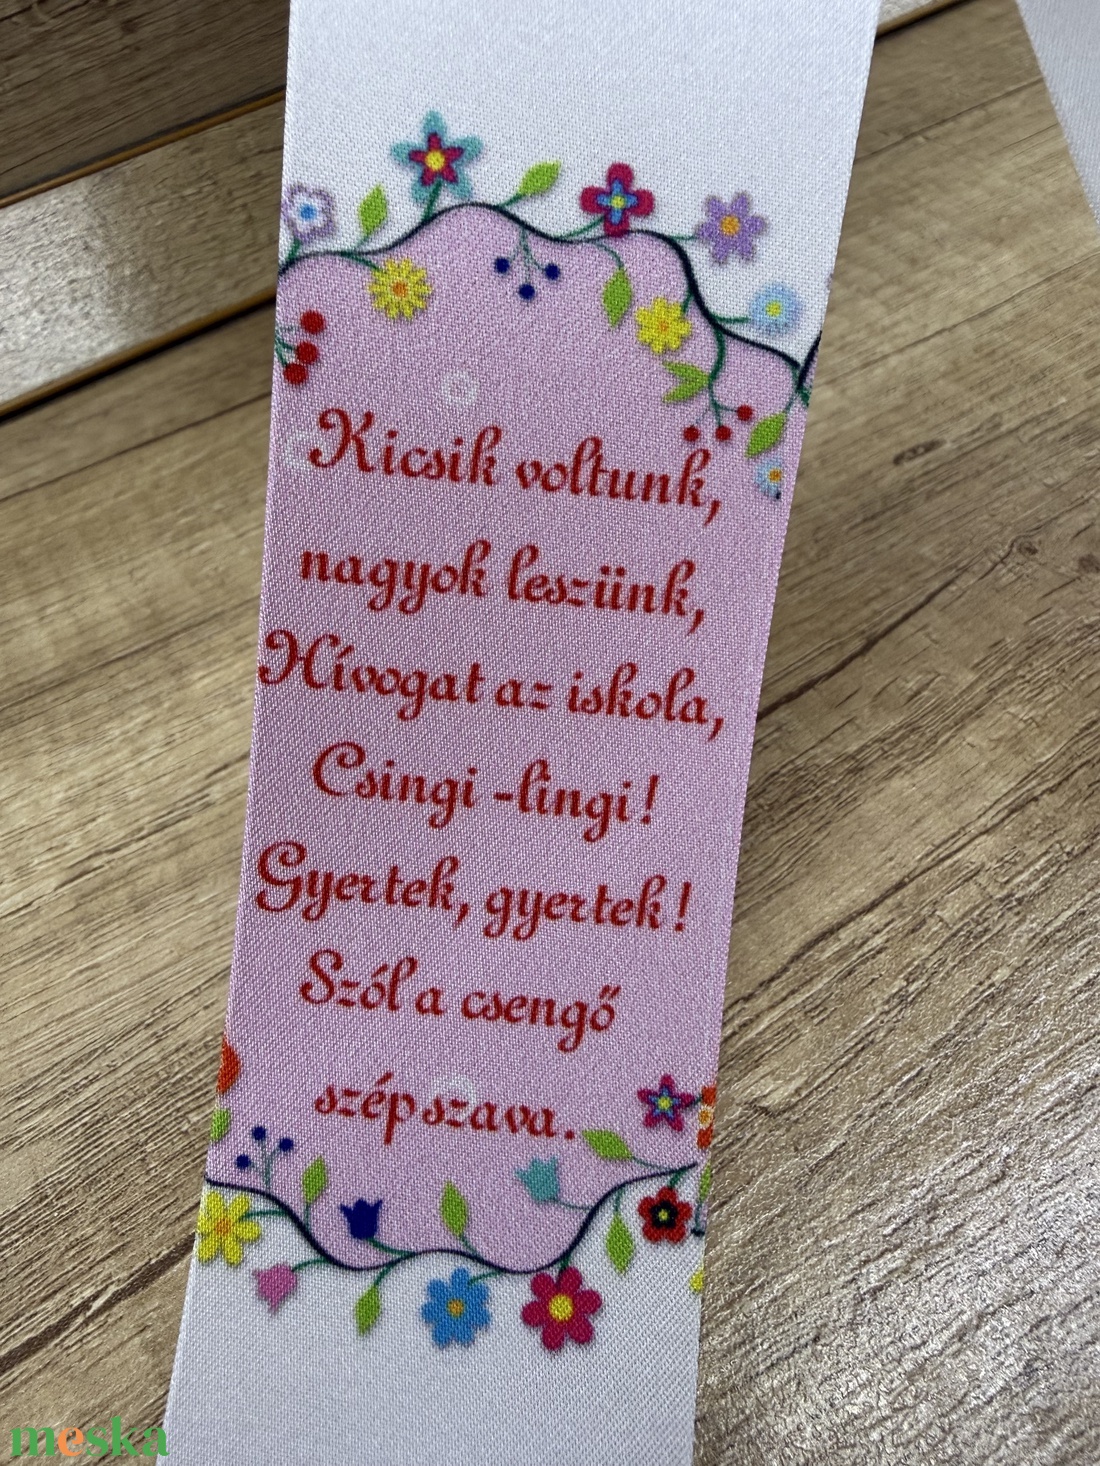 Kicsik voltunk,
nagyok leszünk,
Hívogat az iskola,
Csingi -lingi!
Gyertek, gyertek!
Szól a csengő
szép szava.
meska